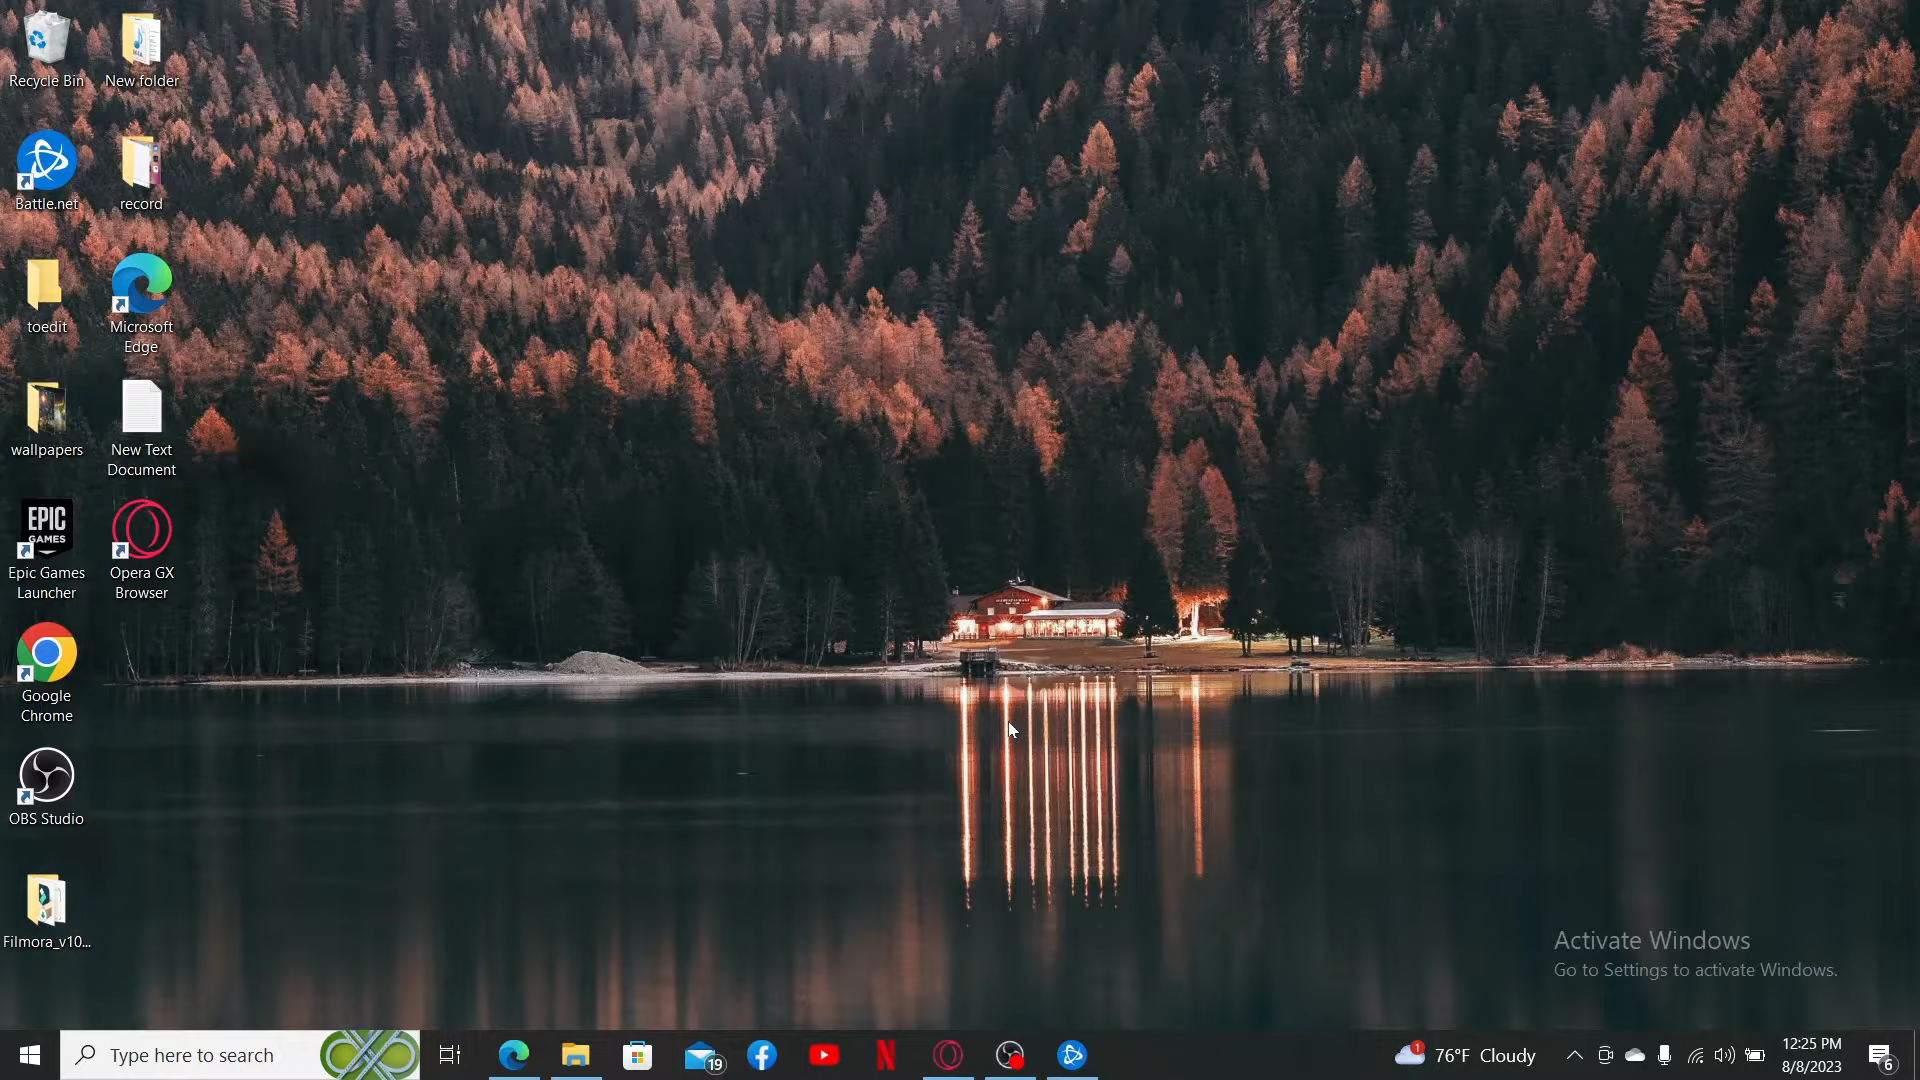 Recycle Bin
New folder
Battle.net
record
toedit
Microsoft
Edge
wallpapers
New Text
Document
EPIC
GAMES
Epic Games
Launcher
Opera GX
Browser
Google
Chrome
OBS Studio
Filmora_v10...
Activate Windows
Go to Settings to activate Windows.
Type here to search
19
1
76°F Cloudy
12:25 PM
8/8/2023
6